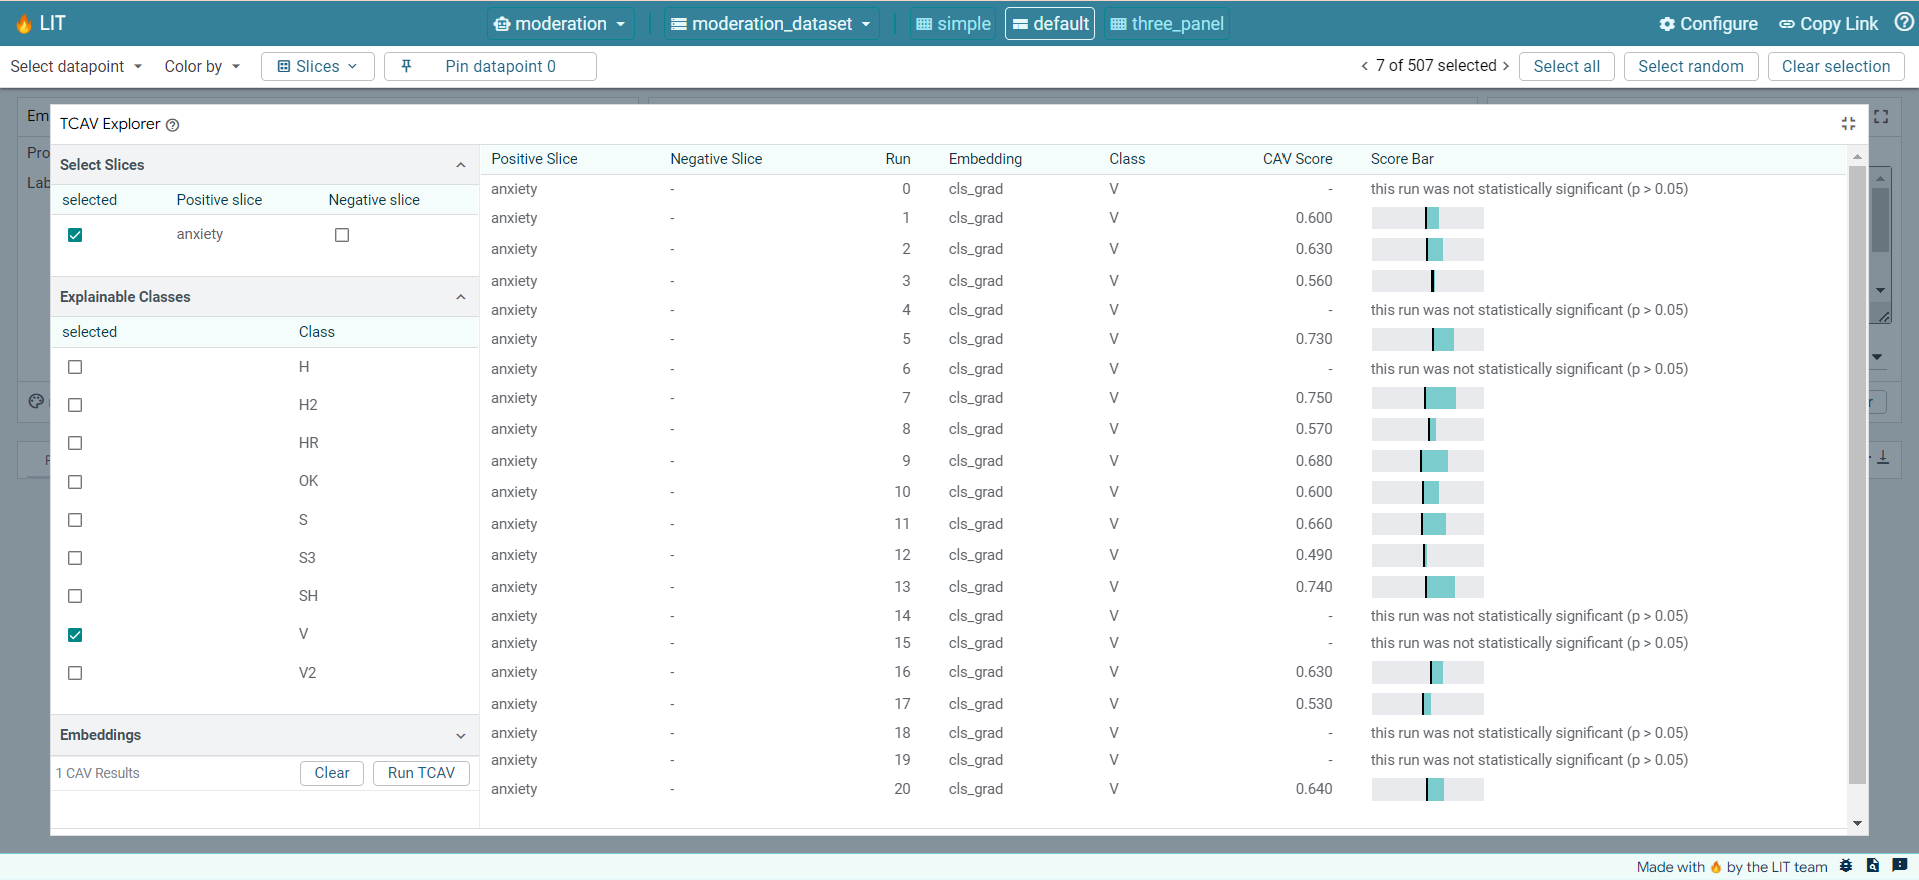 LIT moderation moderation_dataset simple default three_panel Configure Copy Link
Select datapoint Color by Slices Pin datapoint 0 7 of 507 selected Select all Select random Clear selection
Em
Pro
Lab
TCAV Explorer
Select Slices
selected Positive slice Negative slice
anxiety
Explainable Classes
selected Class
H
H2
HR
OK
S
S3
SH
V
V2
Embeddings
1 CAV Results Clear Run TCAV
Positive Slice Negative Slice Run Embedding Class CAV Score Score Bar
anxiety - 0 cls_grad V - this run was not statistically significant (p > 0.05)
anxiety - 1 cls_grad V 0.600
anxiety - 2 cls_grad V 0.630
anxiety - 3 cls_grad V 0.560
anxiety - 4 cls_grad V - this run was not statistically significant (p > 0.05)
anxiety - 5 cls_grad V 0.730
anxiety - 6 cls_grad V - this run was not statistically significant (p > 0.05)
anxiety - 7 cls_grad V 0.750
anxiety - 8 cls_grad V 0.570
anxiety - 9 cls_grad V 0.680
anxiety - 10 cls_grad V 0.600
anxiety - 11 cls_grad V 0.660
anxiety - 12 cls_grad V 0.490
anxiety - 13 cls_grad V 0.740
anxiety - 14 cls_grad V - this run was not statistically significant (p > 0.05)
anxiety - 15 cls_grad V - this run was not statistically significant (p > 0.05)
anxiety - 16 cls_grad V 0.630
anxiety - 17 cls_grad V 0.530
anxiety - 18 cls_grad V - this run was not statistically significant (p > 0.05)
anxiety - 19 cls_grad V - this run was not statistically significant (p > 0.05)
anxiety - 20 cls_grad V 0.640
Made with by the LIT team